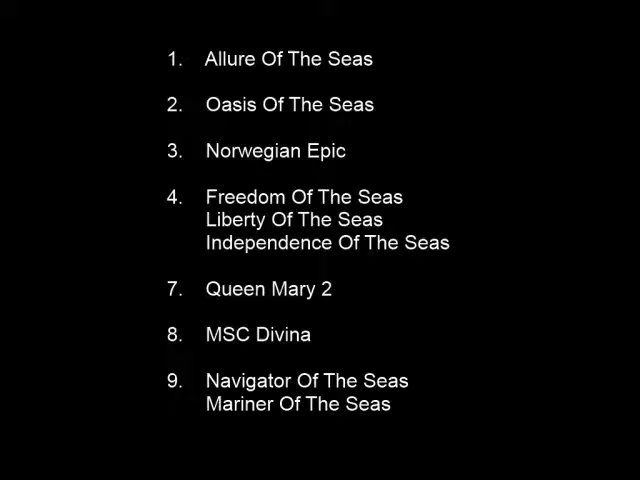 1. Allure Of The Seas
2. Oasis Of The Seas
3. Norwegian Epic
4. Freedom Of The Seas
Liberty Of The Seas
Independence Of The Seas
7. Queen Mary 2
8. MSC Divina
9. Navigator Of The Seas
Mariner Of The Seas